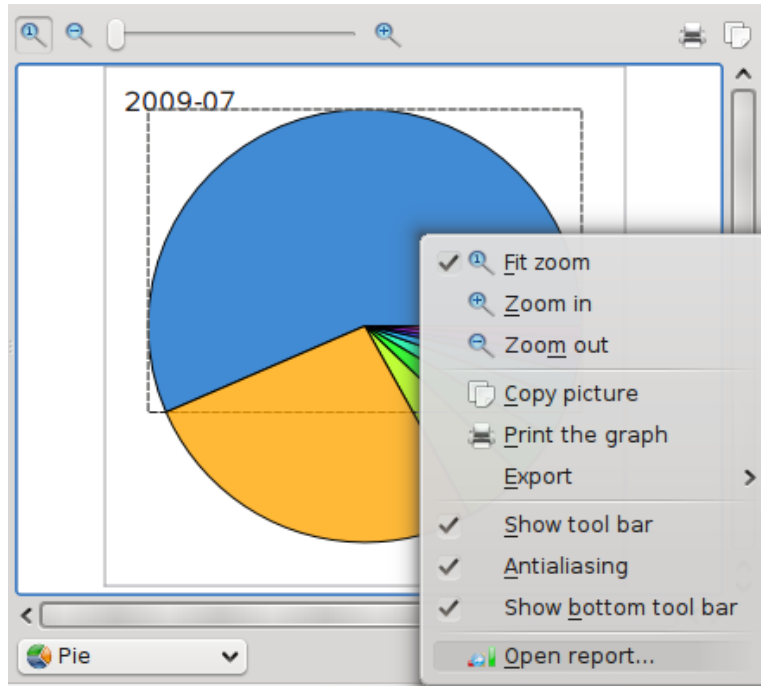 2009-07
Fit zoom
Zoom in
Zoom out
Copy picture
Print the graph
Export
Show tool bar
Antialiasing
Show bottom tool bar
Pie
Open report...